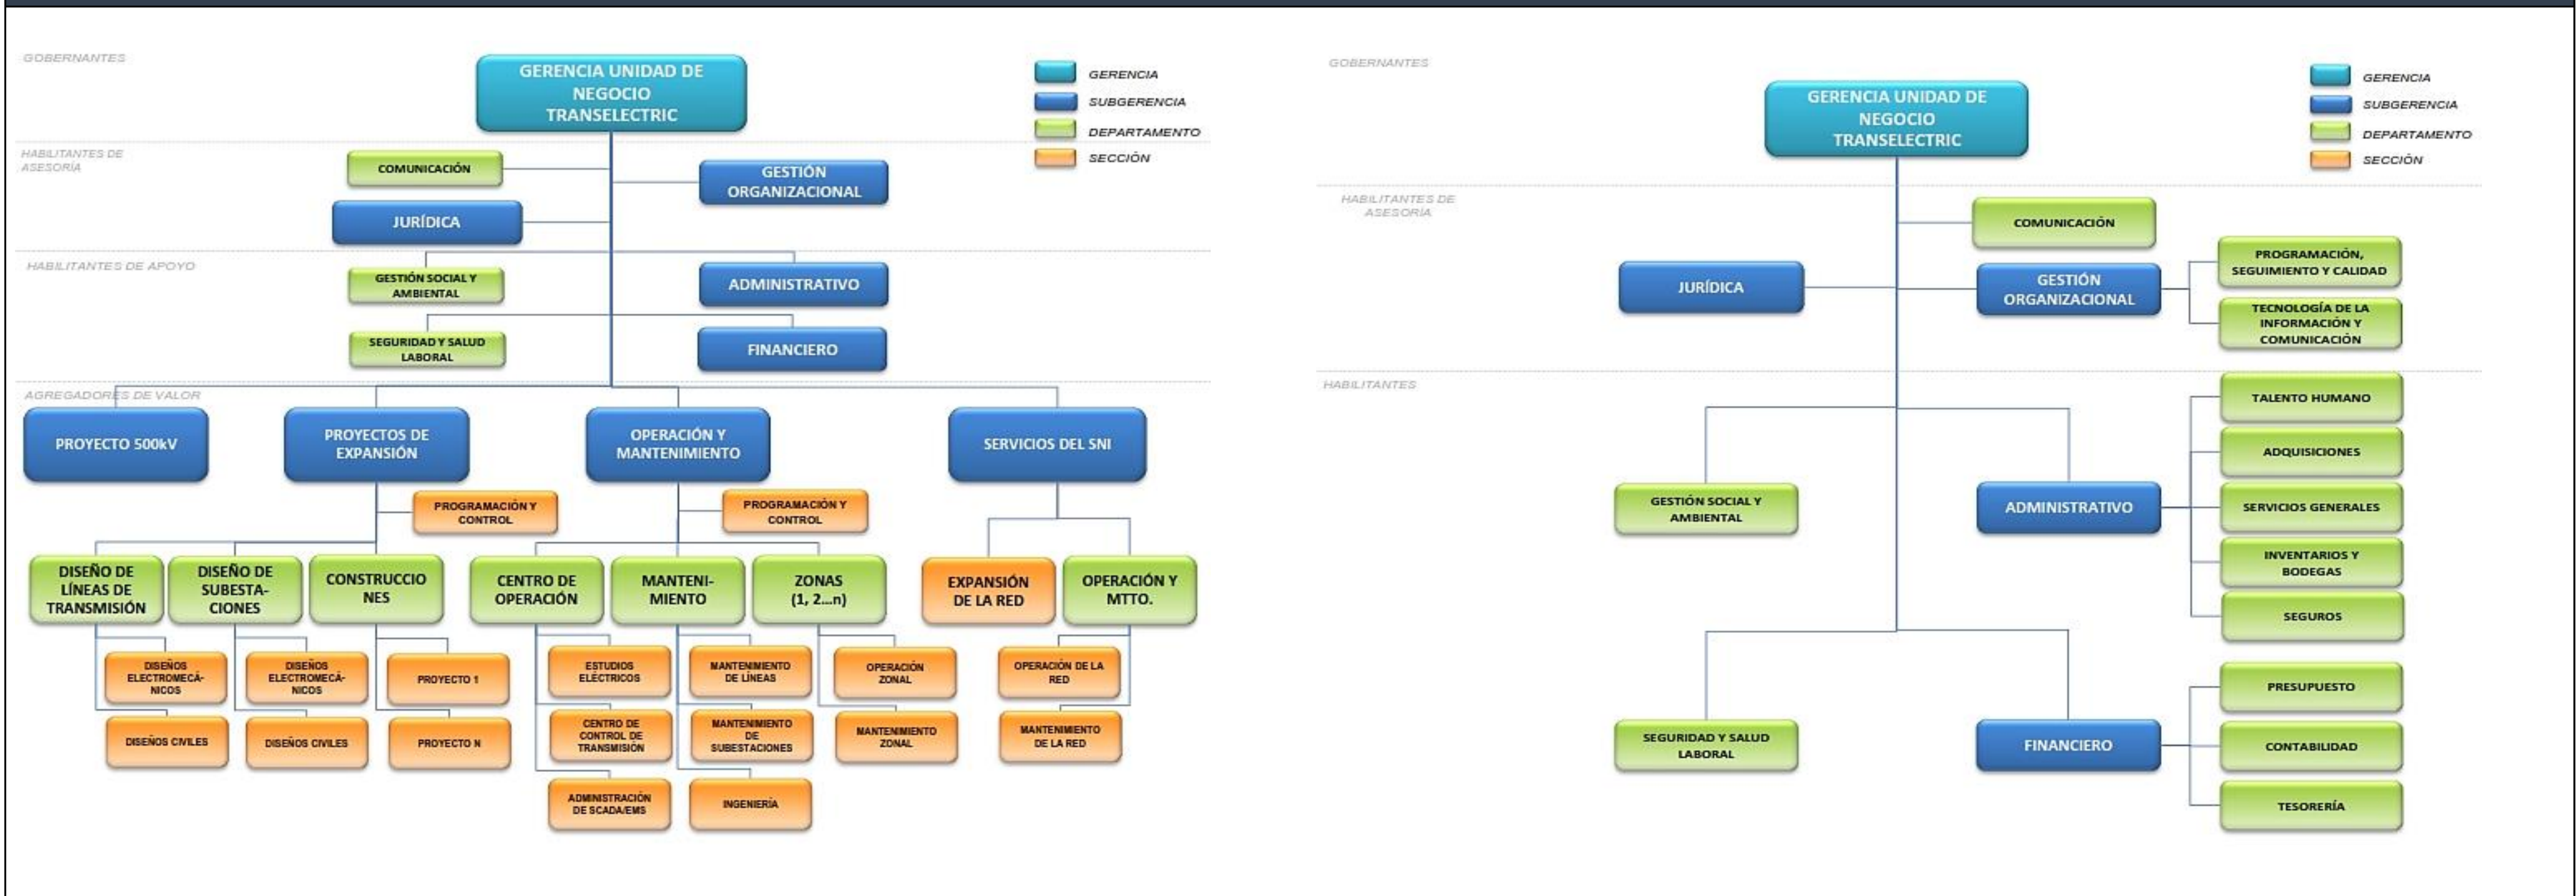 GOBERNANTES
GERENCIA UNIDAD DE
NEGOCIO
TRANSELECTRIC
GERENCIA
SUBGERENCIA
DEPARTAMENTO
SECCIÓN
HABILITANTES DE
ASESORÍA
COMUNICACIÓN
GESTIÓN
ORGANIZACIONAL
JURÍDICA
HABILITANTES DE APOYO
GESTIÓN SOCIAL Y
AMBIENTAL
ADMINISTRATIVO
SEGURIDAD Y SALUD
LABORAL
FINANCIERO
AGREGADORES DE VALOR
PROYECTO 500kV
PROYECTOS DE
EXPANSIÓN
OPERACIÓN Y
MANTENIMIENTO
SERVICIOS DEL SNI
PROGRAMACIÓN Y
CONTROL
PROGRAMACIÓN Y
CONTROL
DISEÑO DE
LÍNEAS DE
TRANSMISIÓN
DISEÑO DE
SUBESTA-
CIONES
CONSTRUCCIO
NES
CENTRO DE
OPERACIÓN
MANTENI-
MIENTO
ZONAS
(1, 2...n)
EXPANSIÓN
DE LA RED
OPERACIÓN Y
MTTO.
DISEÑOS
ELECTROMECÁ-
NICOS
DISEÑOS
ELECTROMECÁ-
NICOS
PROYECTO 1
ESTUDIOS
ELÉCTRICOS
MANTENIMIENTO
DE LÍNEAS
OPERACIÓN
ZONAL
OPERACIÓN DE LA
RED
DISEÑOS CIVILES
DISEÑOS CIVILES
PROYECTO N
CENTRO DE
CONTROL DE
TRANSMISIÓN
MANTENIMIENTO
DE
SUBESTACIONES
MANTENIMIENTO
ZONAL
MANTENIMIENTO
DE LA RED
ADMINISTRACIÓN
DE SCADA/EMS
INGENIERÍA
GOBERNANTES
GERENCIA UNIDAD DE
NEGOCIO
TRANSELECTRIC
GERENCIA
SUBGERENCIA
DEPARTAMENTO
SECCIÓN
HABILITANTES DE
ASESORÍA
COMUNICACIÓN
JURÍDICA
GESTIÓN
ORGANIZACIONAL
PROGRAMACIÓN,
SEGUIMIENTO Y CALIDAD
TECNOLOGÍA DE LA
INFORMACIÓN Y
COMUNICACIÓN
HABILITANTES
TALENTO HUMANO
ADQUISICIONES
GESTIÓN SOCIAL Y
AMBIENTAL
ADMINISTRATIVO
SERVICIOS GENERALES
INVENTARIOS Y
BODEGAS
SEGUROS
PRESUPUESTO
SEGURIDAD Y SALUD
LABORAL
FINANCIERO
CONTABILIDAD
TESORERÍA